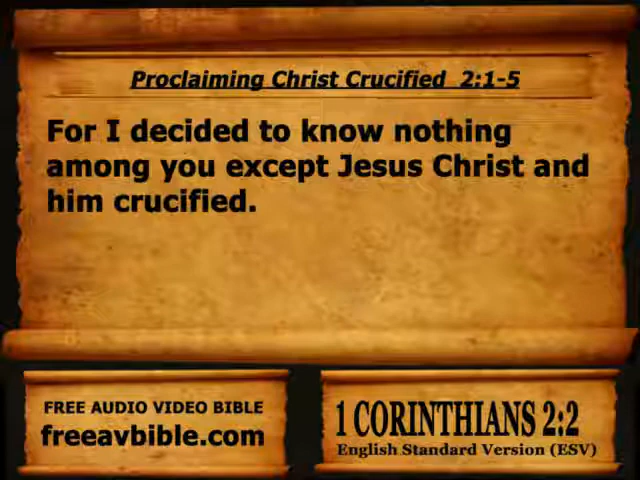 Proclaiming Christ Crucified 2:1-5
For I decided to know nothing
among you except Jesus Christ and
him crucified.
FREE AUDIO VIDEO BIBLE
freeavbible.com
1 CORINTHIANS 2:2
English Standard Version (ESV)